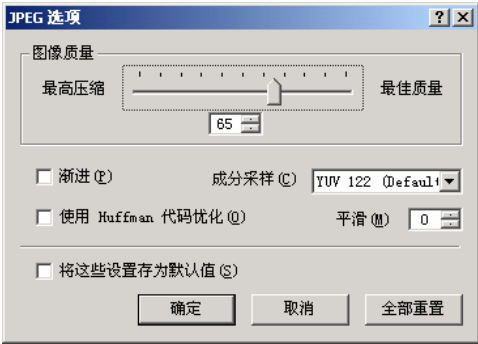 JPEG 选项
图像质量
最高压缩 最佳质量
65
渐进(P) 成分采样(C) YUV 122 (Default
使用 Huffman 代码优化(O) 平滑(M) 0
将这些设置存为默认值(S)
确定 取消 全部重置